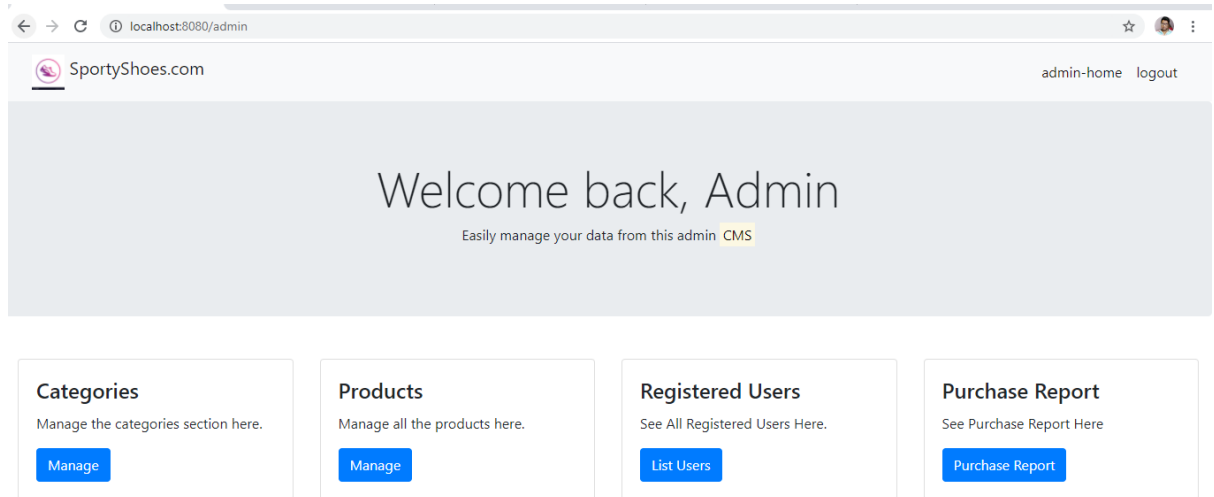 localhost:8080/admin
SportyShoes.com
admin-home logout
Welcome back, Admin
Easily manage your data from this admin CMS
Categories
Manage the categories section here.
Manage
Products
Manage all the products here.
Manage
Registered Users
See All Registered Users Here.
List Users
Purchase Report
See Purchase Report Here
Purchase Report